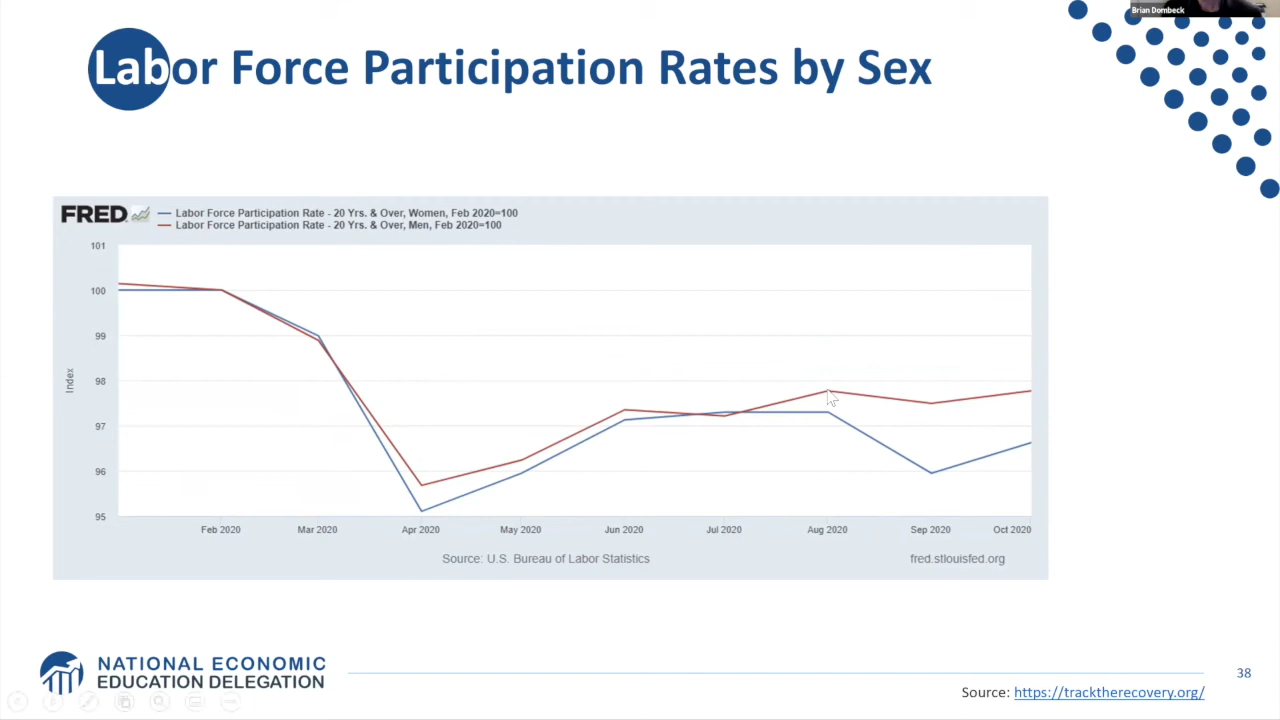 Brian Dombeck
Labor Force Participation Rates by Sex
FRED
Labor Force Participation Rate - 20 Yrs. & Over, Women, Feb 2020=100
Labor Force Participation Rate - 20 Yrs. & Over, Men, Feb 2020=100
101
100
99
98
97
96
95
Index
Feb 2020 Mar 2020 Apr 2020 May 2020 Jun 2020 Jul 2020 Aug 2020 Sep 2020 Oct 2020
Source: U.S. Bureau of Labor Statistics fred.stlouisfed.org
NATIONAL ECONOMIC
EDUCATION DELEGATION
38
Source: https://tracktherecovery.org/